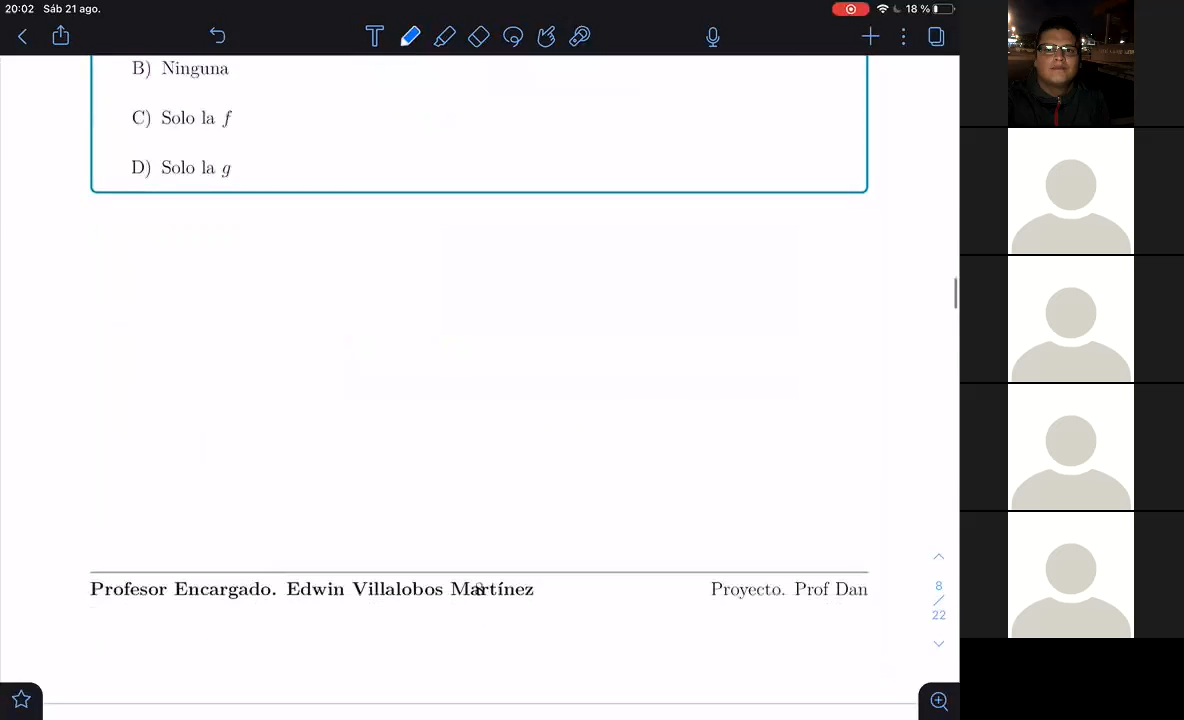 20:02 Sáb 21 ago. 18 %
B) Ninguna
C) Solo la f
D) Solo la g
Profesor Encargado. Edwin Villalobos Martínez 8 Proyecto. Prof Dan
8
/
22